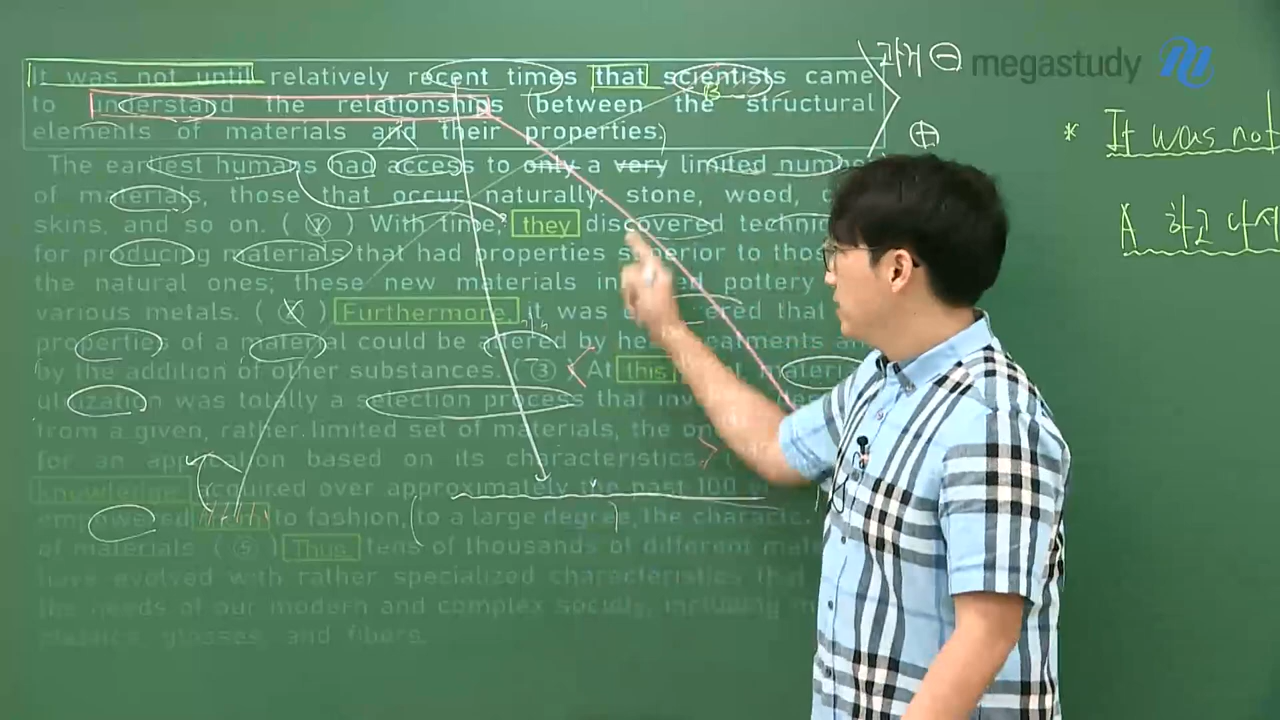 It was not until relatively recent times that scientists came
to understand the relationships (between the structural
elements of materials and their properties.)
The earliest humans had access to only a very limited number
of materials, those that occur naturally: stone, wood,
skins, and so on. ( ) With time, they discovered
for producing materials that had properties superior to
the natural ones; these new materials pottery
various metals. ( ) Furthermore, it was that
properties of a material could be altered by
by the addition of other substances. ( ③ ) At this
utilization was totally a selection process that
from a given, rather limited set of materials, the
for an application based on its characteristics.
knowledge acquired over approximately the past 100
empowered to fashion, (to a large degree), the
of materials ( ⑤ ) Thus tens of thousands of different
have evolved with rather specialized characteristics
the needs of our modern and complex society, including
plastics, glasses, and fibers.
과거 ⊖
⊕
megastudy
* It was not
A 하고 나서